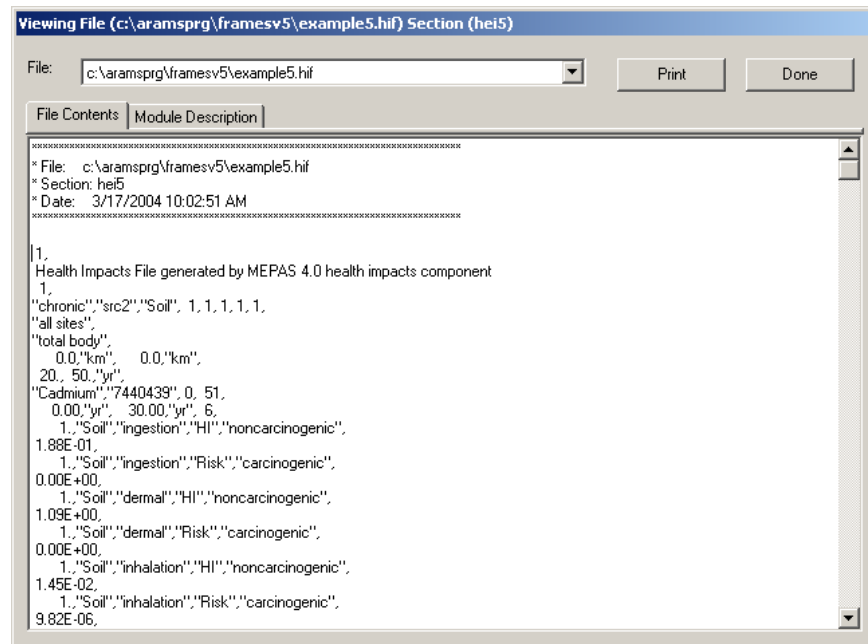 Viewing File (c:\aramsprg\framesv5\example5.hif) Section (hei5)
File: c:\aramsprg\framesv5\example5.hif Print Done
File Contents Module Description
******************************************************************************
* File: c:\aramsprg\framesv5\example5.hif
* Section: hei5
* Date: 3/17/2004 10:02:51 AM
******************************************************************************
1,
Health Impacts File generated by MEPAS 4.0 health impacts component
1,
"chronic","src2","Soil", 1, 1, 1, 1, 1,
"all sites",
"total body",
0.0,"km", 0.0,"km",
20., 50.,"yr",
"Cadmium","7440439", 0, 51,
0.00,"yr", 30.00,"yr", 6,
1.,"Soil","ingestion","HI","noncarcinogenic",
1.88E-01,
1.,"Soil","ingestion","Risk","carcinogenic",
0.00E+00,
1.,"Soil","dermal","HI","noncarcinogenic",
1.09E+00,
1.,"Soil","dermal","Risk","carcinogenic",
0.00E+00,
1.,"Soil","inhalation","HI","noncarcinogenic",
1.45E-02,
1.,"Soil","inhalation","Risk","carcinogenic",
9.82E-06,